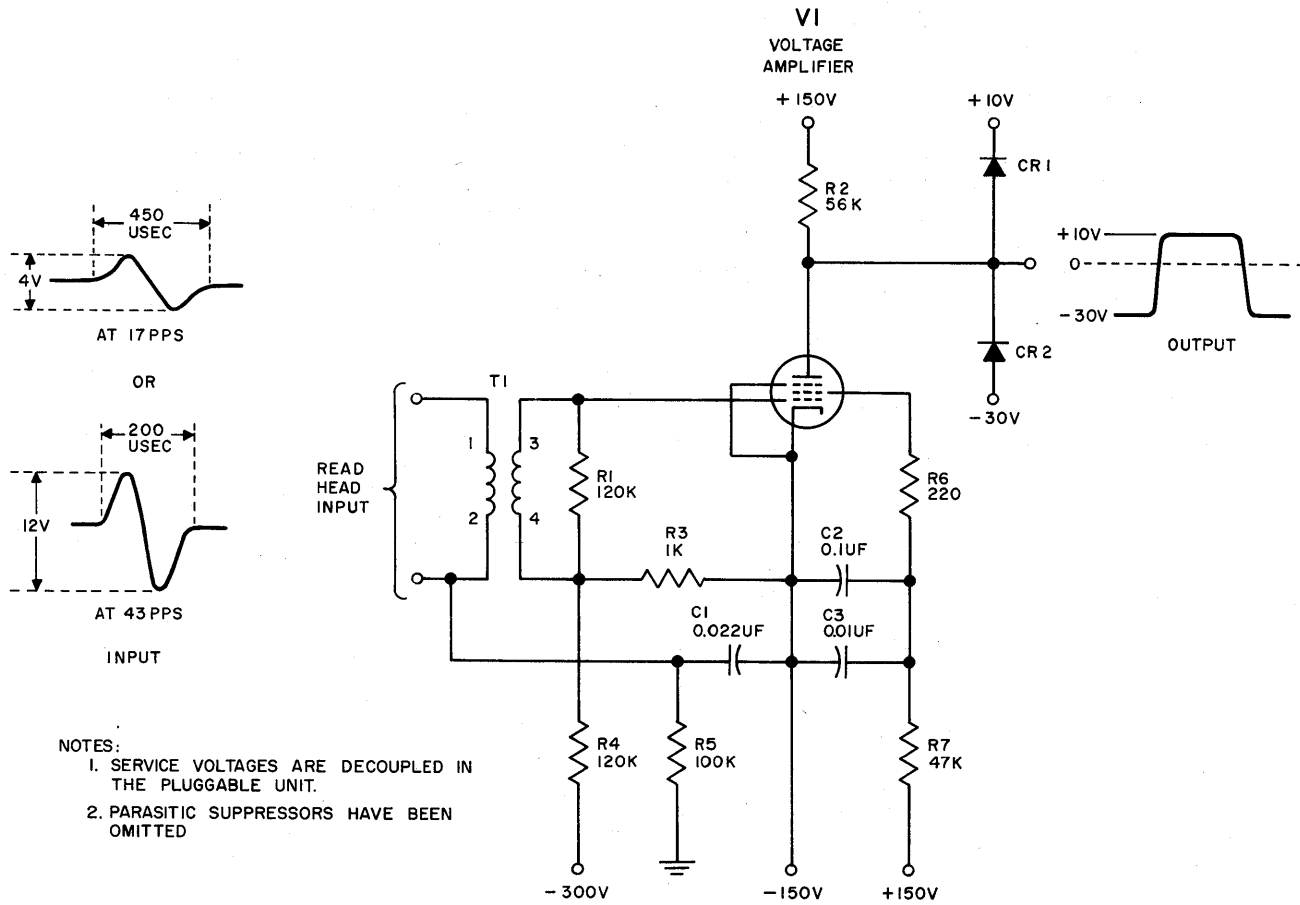 V1
VOLTAGE
AMPLIFIER
+150V
+10V
CR1
R2
56K
450
USEC
4V
AT 17PPS
OR
+10V
0
-30V
OUTPUT
CR2
-30V
200
USEC
12V
AT 43PPS
INPUT
READ
HEAD
INPUT
T1
1
2
3
4
R1
120K
R3
1K
C2
0.1UF
R6
220
C1
0.022UF
C3
0.01UF
R4
120K
R5
100K
R7
47K
NOTES:
1. SERVICE VOLTAGES ARE DECOUPLED IN
THE PLUGGABLE UNIT.
2. PARASITIC SUPPRESSORS HAVE BEEN
OMITTED
-300V
-150V
+150V